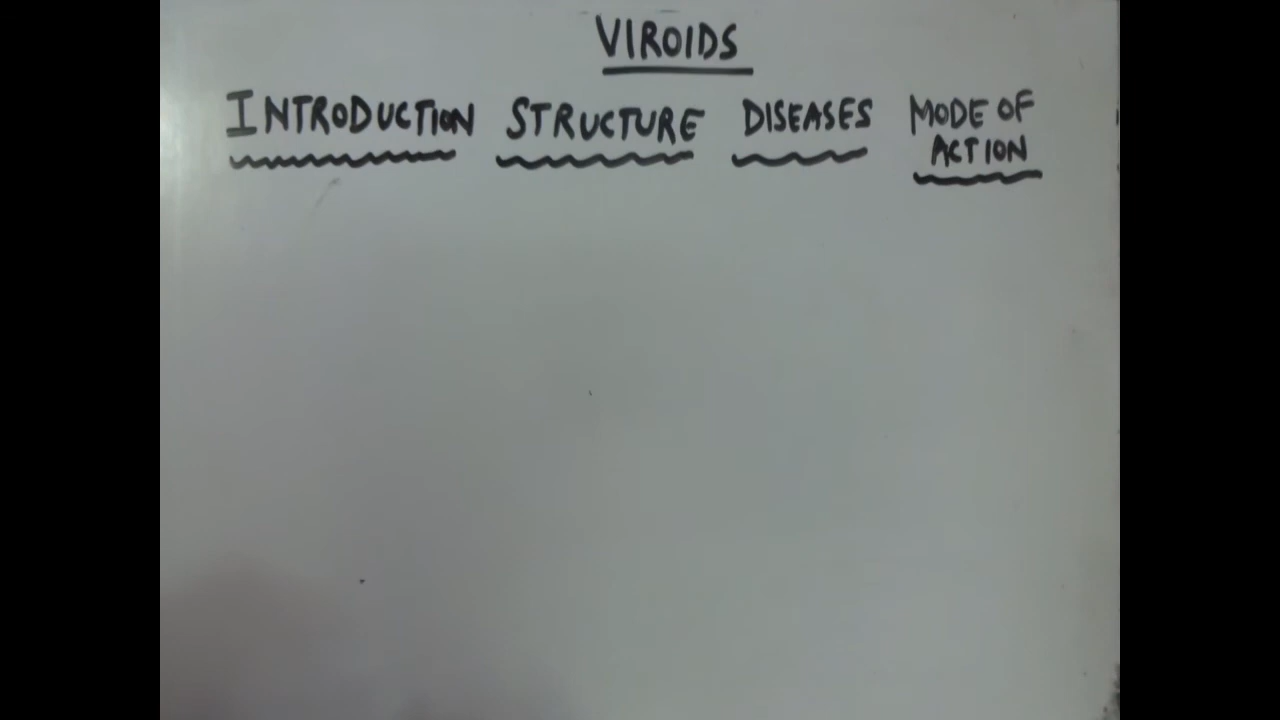 VIROIDS
INTRODUCTION STRUCTURE DISEASES MODE OF
ACTION